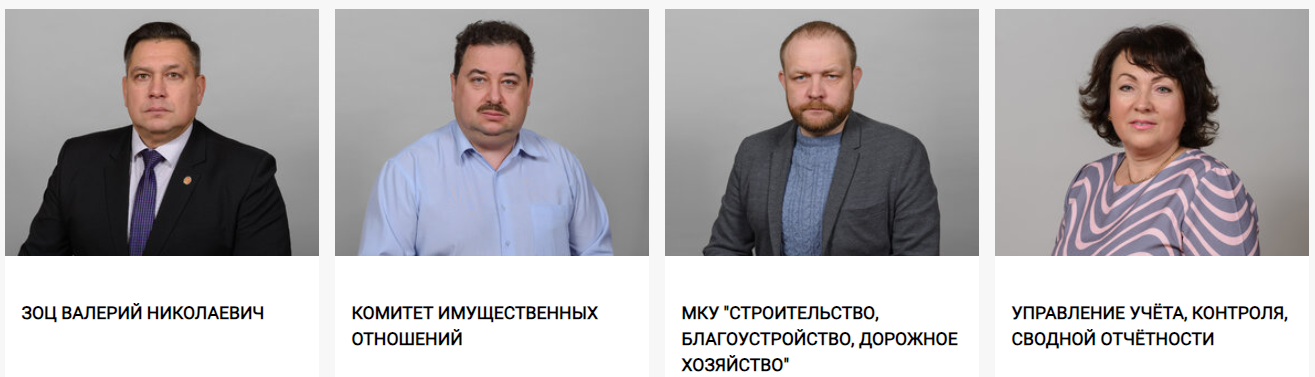 ЗОЦ ВАЛЕРИЙ НИКОЛАЕВИЧ
КОМИТЕТ ИМУЩЕСТВЕННЫХ
ОТНОШЕНИЙ
МКУ "СТРОИТЕЛЬСТВО,
БЛАГОУСТРОЙСТВО, ДОРОЖНОЕ
ХОЗЯЙСТВО"
УПРАВЛЕНИЕ УЧЁТА, КОНТРОЛЯ,
СВОДНОЙ ОТЧЁТНОСТИ